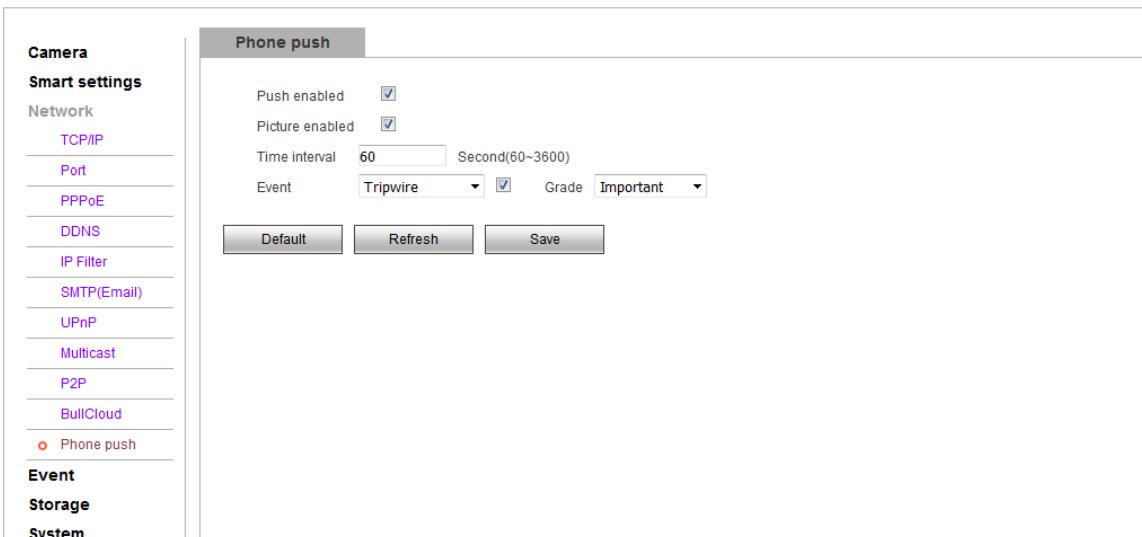 Camera
Smart settings
Network
TCP/IP
Port
PPPoE
DDNS
IP Filter
SMTP(Email)
UPnP
Multicast
P2P
BullCloud
Phone push
Event
Storage
System
Phone push
Push enabled
Picture enabled
Time interval 60 Second(60~3600)
Event Tripwire Grade Important
Default Refresh Save